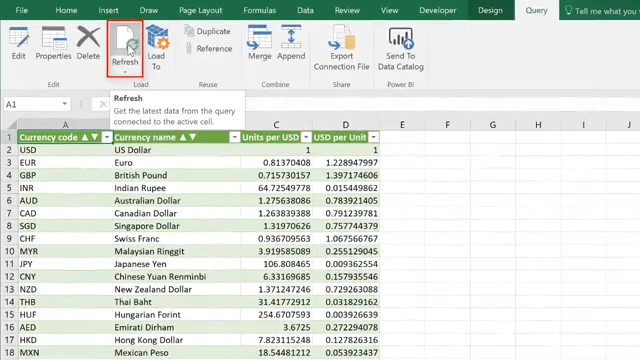 File Insert Draw Page Layout Formulas Data Review View Developer Design Query Tell me what you w
Edit Properties Delete Refresh Load To Duplicate Reference Merge Append Export Connection File Send To Data Catalog
Edit Load Reuse Combine Share Power BI
A1
Refresh
Get the latest data from the query
connected to the active cell.
A C D E F G H I J
1 Currency code Currency name Units per USD USD per Unit
2 USD US Dollar 1 1
3 EUR Euro 0.81370408 1.228947997
4 GBP British Pound 0.715730157 1.397174606
5 INR Indian Rupee 64.72549778 0.015449862
6 AUD Australian Dollar 1.275638086 0.783921405
7 CAD Canadian Dollar 1.263839388 0.791239751
8 SGD Singapore Dollar 1.31970626 0.757744379
9 CHF Swiss Franc 0.936709563 1.067566767
10 MYR Malaysian Ringgit 3.919585089 0.255129045
11 JPY Japanese Yen 106.808465 0.009362554
12 CNY Chinese Yuan Renminbi 6.33169685 0.157935546
13 NZD New Zealand Dollar 1.371267426 0.729263088
14 THB Thai Baht 31.41772912 0.031829162
15 HUF Hungarian Forint 254.6707593 0.003926639
16 AED Emirati Dirham 3.6725 0.272294078
17 HKD Hong Kong Dollar 7.823115248 0.127826316
18 MXN Mexican Peso 18.54481212 0.053923437